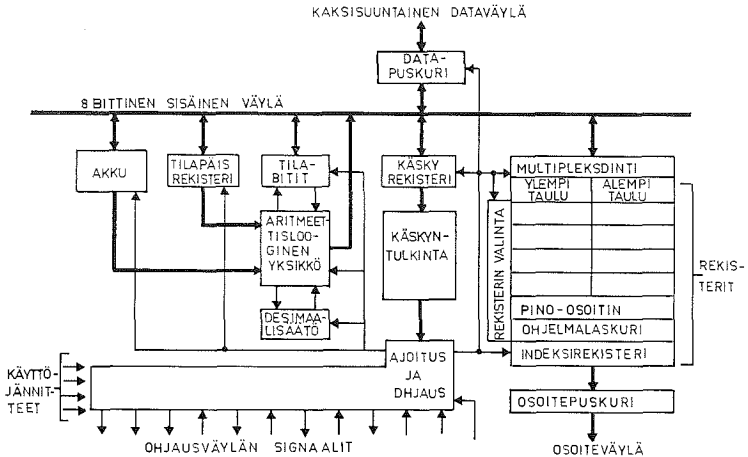 KAKSISUUNTAINEN DATAVÄYLÄ
DATA-
PUSKURI
8 BITTINEN SISÄINEN VÄYLÄ
AKKU
TILAPÄIS
REKISTERI
TILA-
BITIT
KÄSKY
REKISTERI
MULTIPLEKSDINTI
YLEMPI
TAULU
ALEMPI
TAULU
ARITMEET-
TISLOO-
GINEN
YKSIKKÖ
KÄSKYN-
TULKINTA
REKISTERIN VALINTA
REKIS-
TERIT
DESIMAA-
LISÄÄTÖ
PINO-OSOITIN
OHJELMALASKURI
INDEKSIREKISTERI
AJOITUS
JA
DHJAUS
KÄYTTÖ-
JÄNNIT-
TEET
OSOITEPUSKURI
OHJAUSVÄYLÄN SIGNAALIT
OSOITEVÄYLÄ